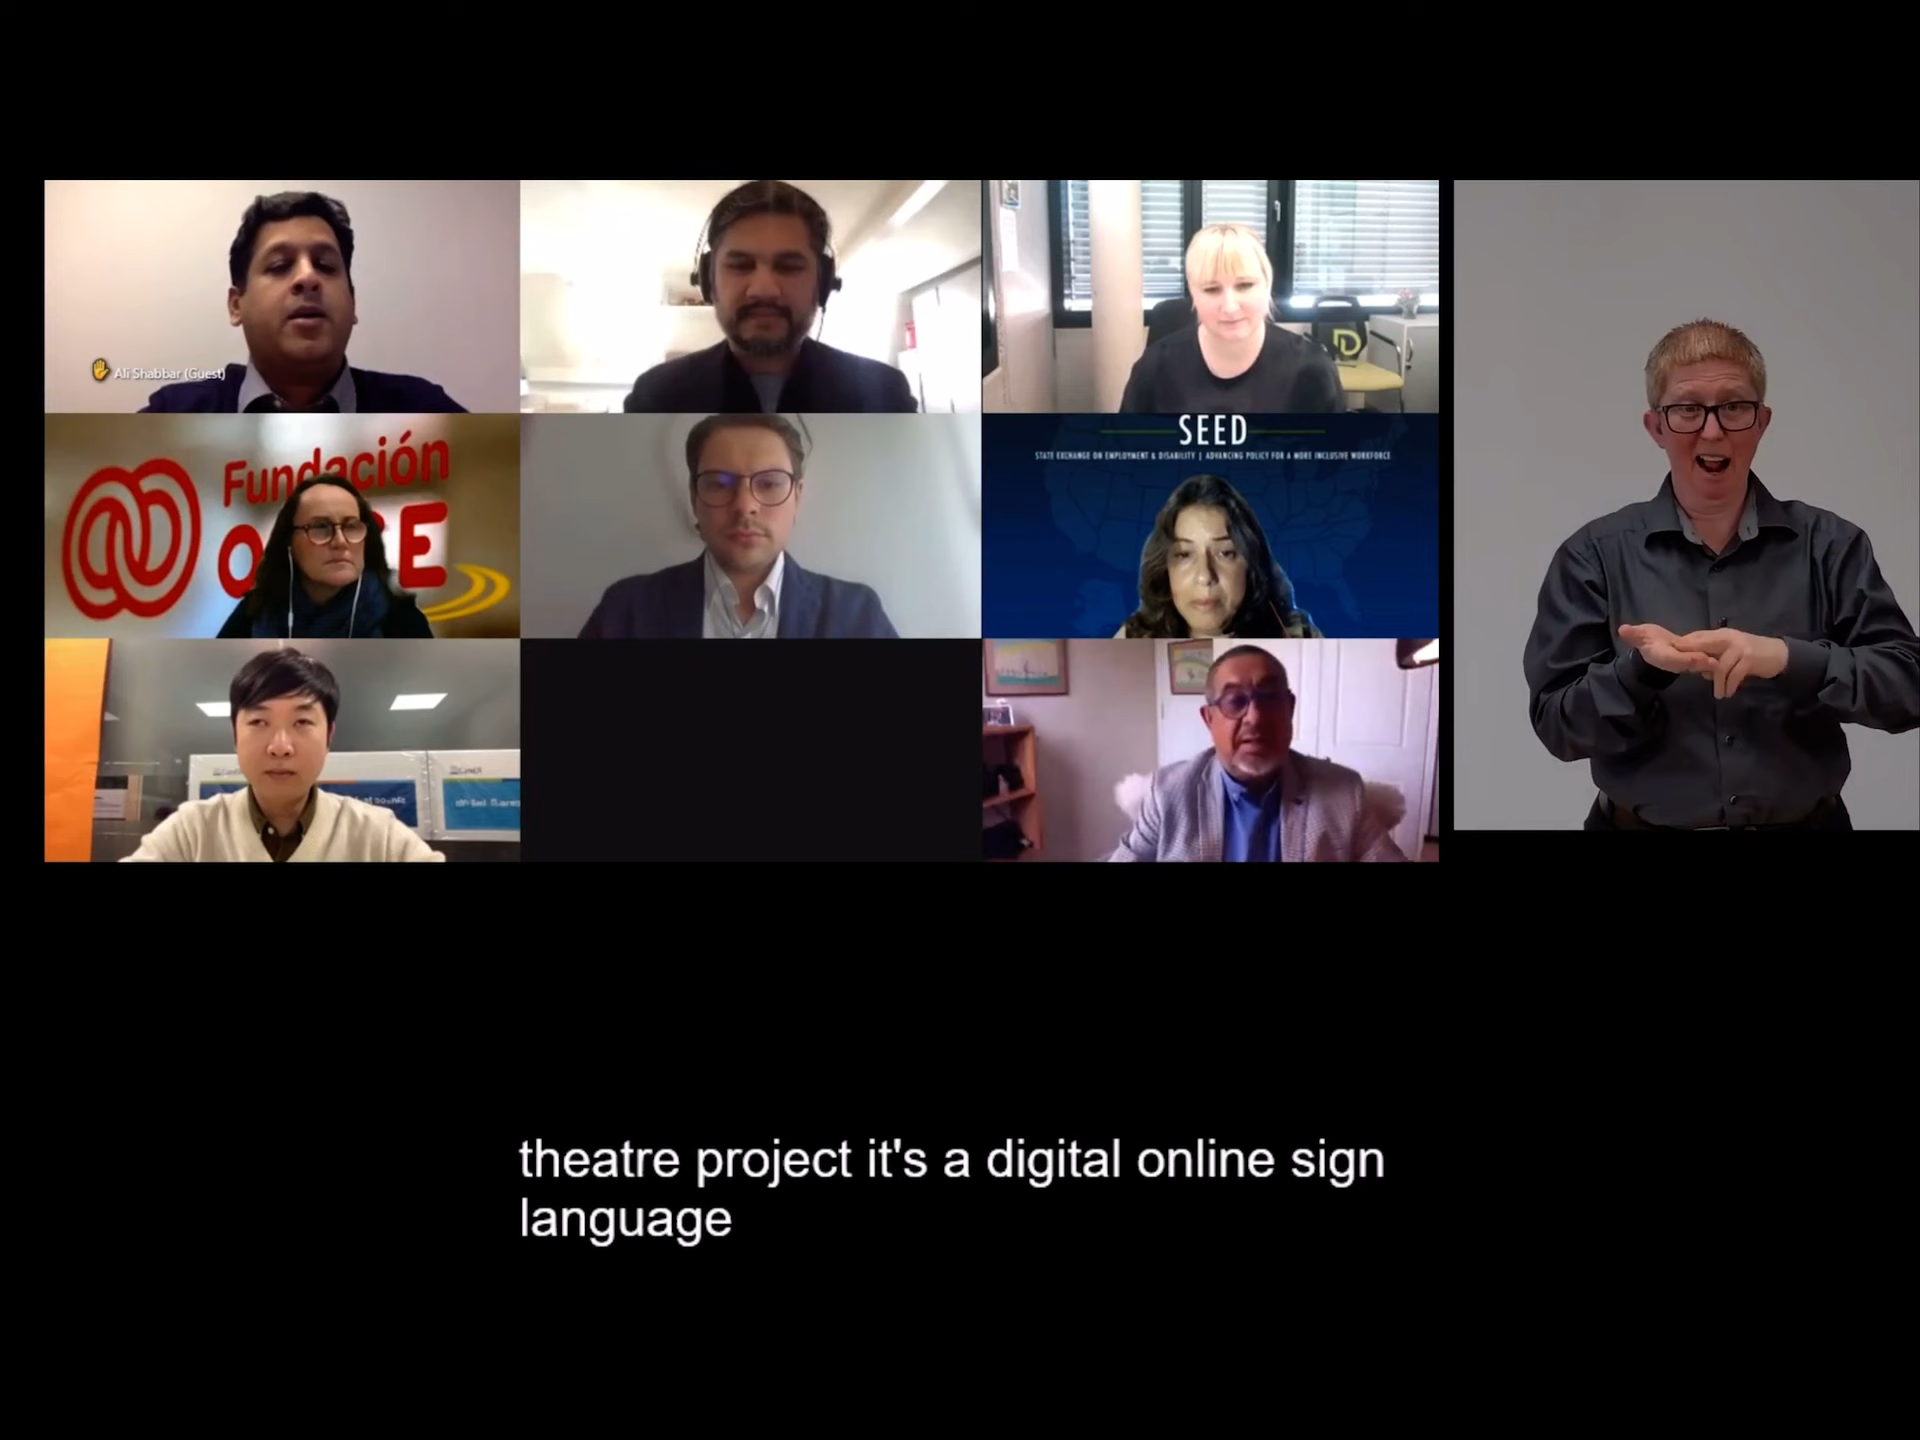 Ali Shabbar (Guest)
SEED
STATE EXCHANGE ON EMPLOYMENT & DISABILITY | ADVANCING POLICY FOR A MORE INCLUSIVE WORKFORCE
Fundación
theatre project it's a digital online sign
language